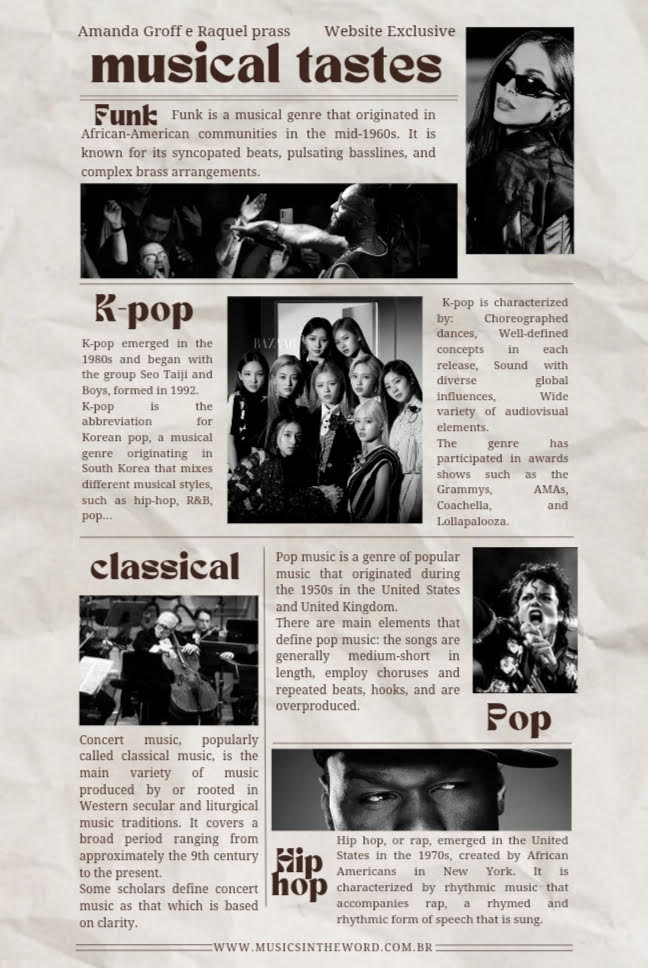 Amanda Groff e Raquel prass Website Exclusive
musical tastes
Funk Funk is a musical genre that originated in
African-American communities in the mid-1960s. It is
known for its syncopated beats, pulsating basslines, and
complex brass arrangements.
K-pop
K-pop emerged in the
1980s and began with
the group Seo Taiji and
Boys, formed in 1992.
K-pop is the
abbreviation for
Korean pop, a musical
genre originating in
South Korea that mixes
different musical styles,
such as hip-hop, R&B,
pop...
BAZAAR
K-pop is characterized
by: Choreographed
dances, Well-defined
concepts in each
release, Sound with
diverse global
influences, Wide
variety of audiovisual
elements.
The genre has
participated in awards
shows such as the
Grammys, AMAs,
Coachella, and
Lollapalooza.
classical
Concert music, popularly
called classical music, is the
main variety of music
produced by or rooted in
Western secular and liturgical
music traditions. It covers a
broad period ranging from
approximately the 9th century
to the present.
Some scholars define concert
music as that which is based
on clarity.
Pop music is a genre of popular
music that originated during
the 1950s in the United States
and United Kingdom.
There are main elements that
define pop music: the songs are
generally medium-short in
length, employ choruses and
repeated beats, hooks, and are
overproduced.
Pop
Hip
hop
Hip hop, or rap, emerged in the United
States in the 1970s, created by African
Americans in New York. It is
characterized by rhythmic music that
accompanies rap, a rhymed and
rhythmic form of speech that is sung.
WWW.MUSICSINTHEWORD.COM.BR